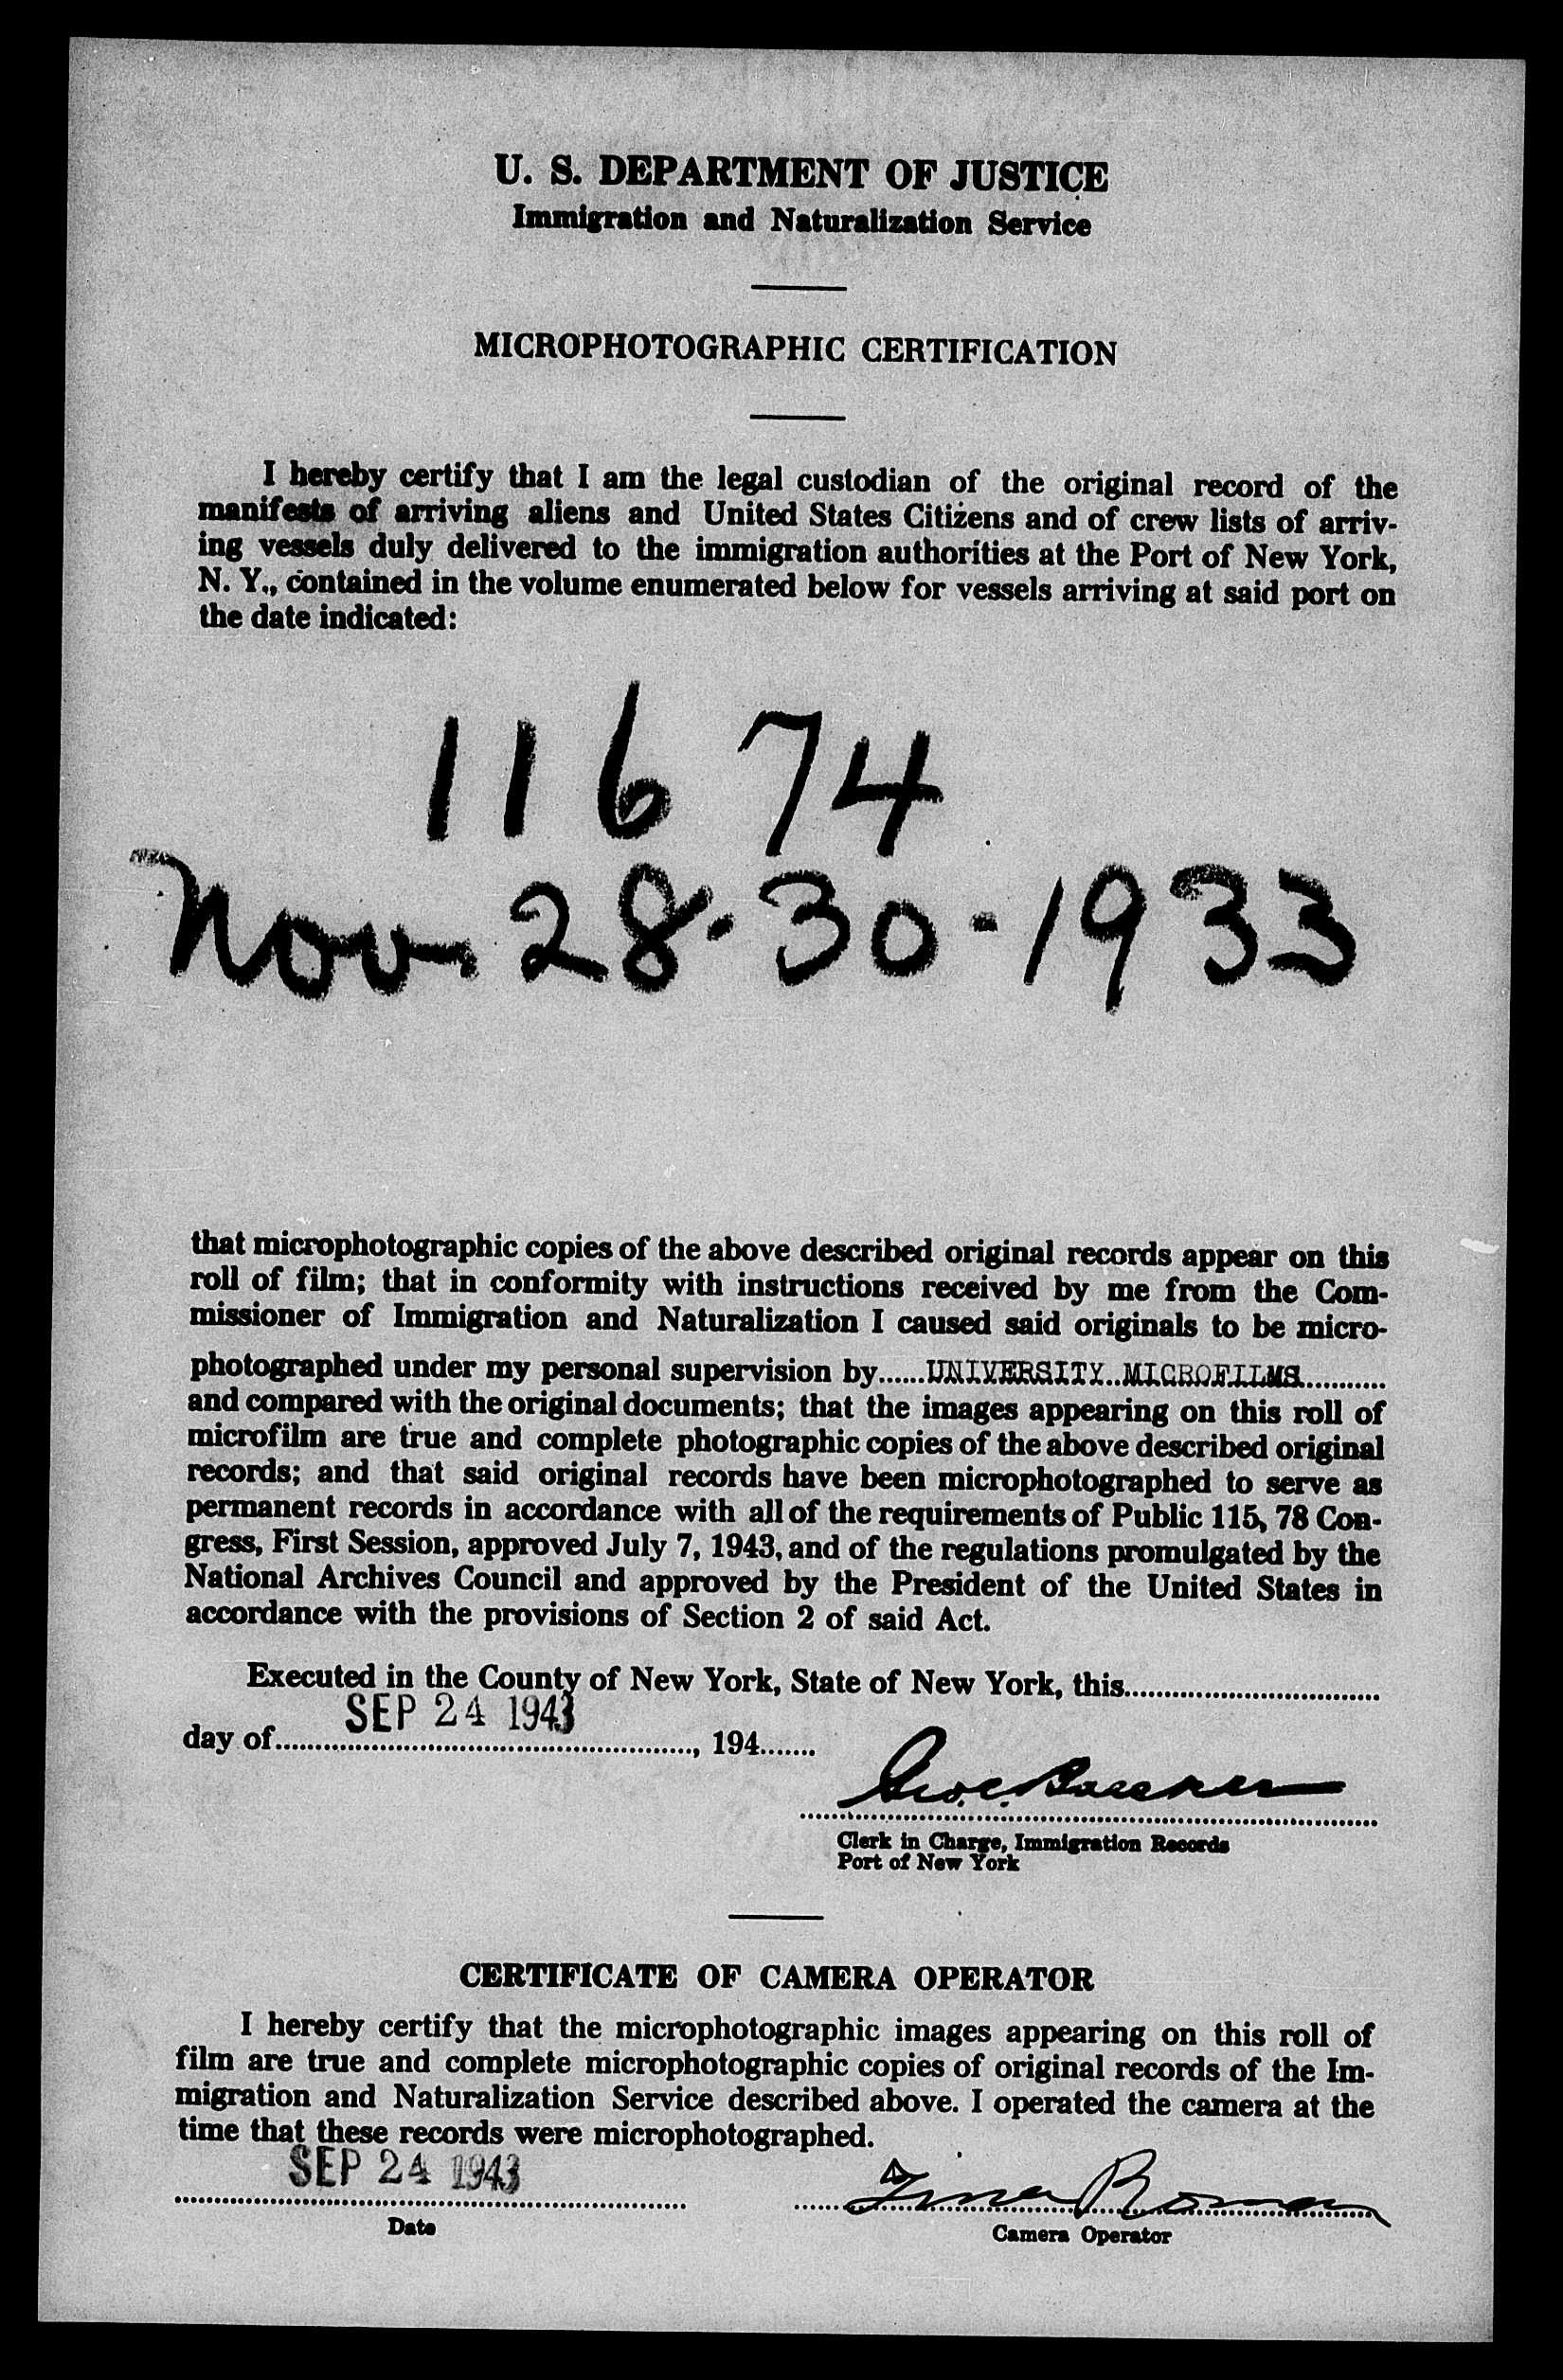 U. S. DEPARTMENT OF JUSTICE
Immigration and Naturalization Service
MICROPHOTOGRAPHIC CERTIFICATION
I hereby certify that I am the legal custodian of the original record of the
manifests of arriving aliens and United States Citizens and of crew lists of arriv-
ing vessels duly delivered to the immigration authorities at the Port of New York,
N. Y., contained in the volume enumerated below for vessels arriving at said port on
the date indicated:
11674
Nov. 28-30-1933
that microphotographic copies of the above described original records appear on this
roll of film; that in conformity with instructions received by me from the Com-
missioner of Immigration and Naturalization I caused said originals to be micro-
photographed under my personal supervision by......UNIVERSITY MICROFILMS...........
and compared with the original documents; that the images appearing on this roll of
microfilm are true and complete photographic copies of the above described original
records; and that said original records have been microphotographed to serve as
permanent records in accordance with all of the requirements of Public 115, 78 Con-
gress, First Session, approved July 7, 1943, and of the regulations promulgated by the
National Archives Council and approved by the President of the United States in
accordance with the provisions of Section 2 of said Act.
Executed in the County of New York, State of New York, this................................
SEP 24 1943
day of...................................................., 194.......
Clerk in Charge, Immigration Records
Port of New York
CERTIFICATE OF CAMERA OPERATOR
I hereby certify that the microphotographic images appearing on this roll of
film are true and complete microphotographic copies of original records of the Im-
migration and Naturalization Service described above. I operated the camera at the
time that these records were microphotographed.
SEP 24 1943
Roman
Date
Camera Operator